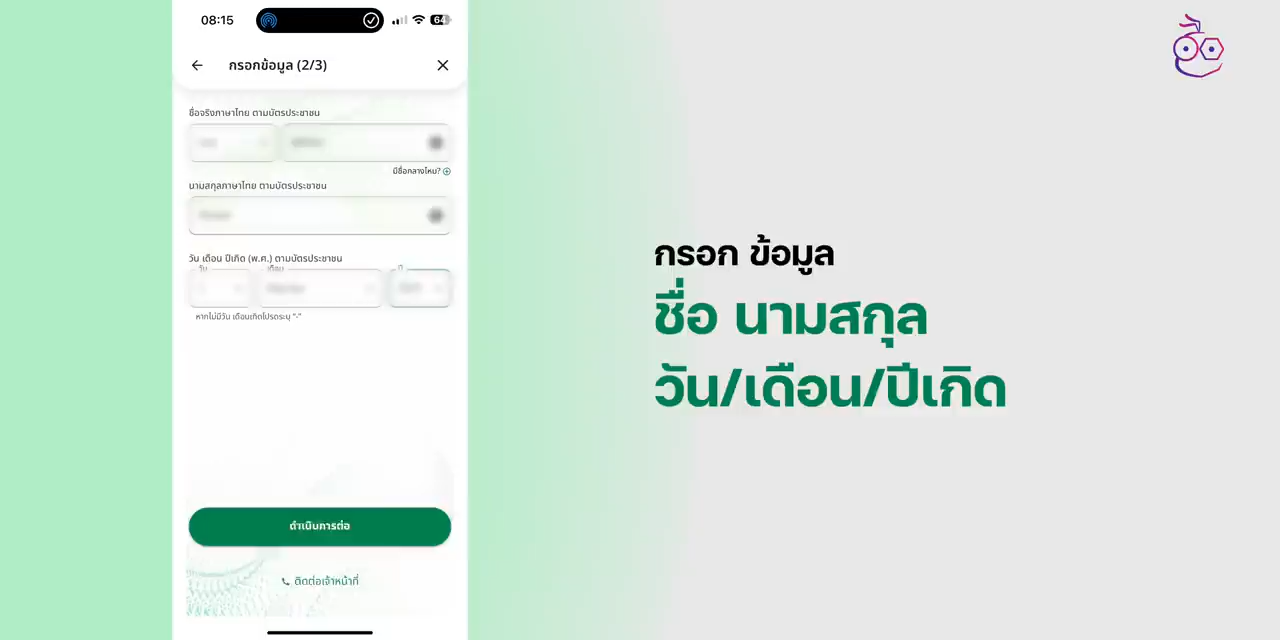 08:15
64
กรอกข้อมูล (2/3)
ชื่อจริงภาษาไทย ตามบัตรประชาชน
มีชื่อกลางไหม?
นามสกุลภาษาไทย ตามบัตรประชาชน
วัน เดือน ปีเกิด (พ.ศ.) ตามบัตรประชาชน
วัน เดือน ปี
หากไม่มีวัน เดือนเกิดโปรดระบุ "-"
ดำเนินการต่อ
ติดต่อเจ้าหน้าที่
กรอก ข้อมูล
ชื่อ นามสกุล
วัน/เดือน/ปีเกิด